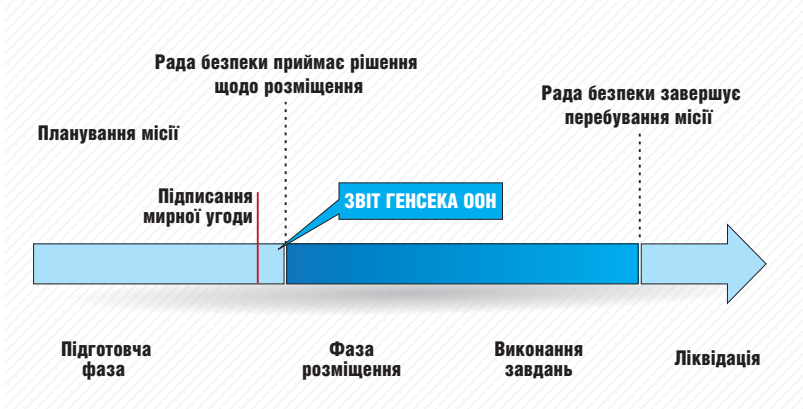 Рада безпеки приймає рішення
щодо розміщення
Рада безпеки завершує
перебування місії
Планування місії
Підписання
мирної угоди
ЗВІТ ГЕНСЕКА ООН
Підготовча
фаза
Фаза
розміщення
Виконання
завдань
Ліквідація